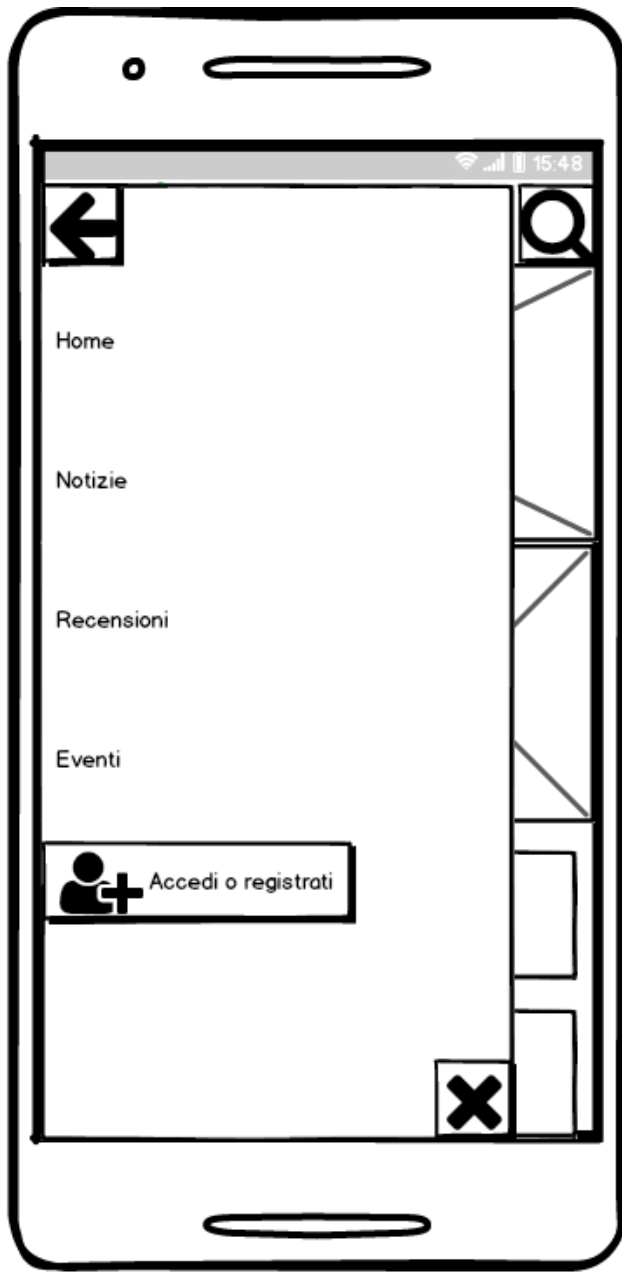 15:48
Home
Notizie
Recensioni
Eventi
Accedi o registrati